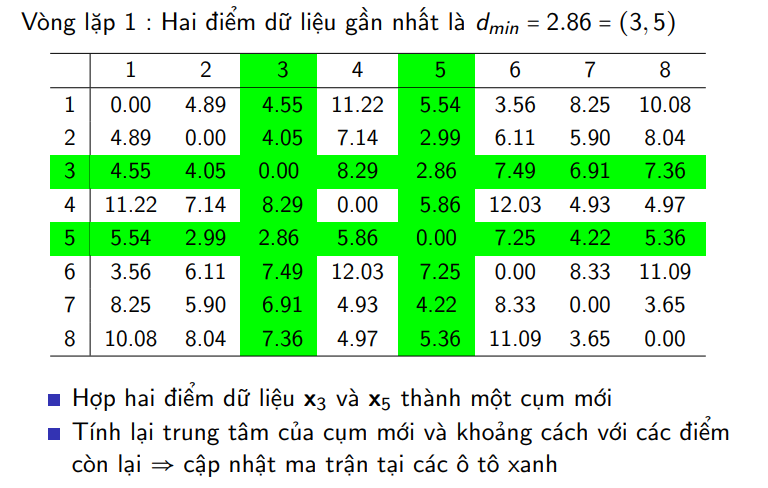 Vòng lặp 1 : Hai điểm dữ liệu gần nhất là d_min = 2.86 = (3, 5)
1 2 3 4 5 6 7 8
1 0.00 4.89 4.55 11.22 5.54 3.56 8.25 10.08
2 4.89 0.00 4.05 7.14 2.99 6.11 5.90 8.04
3 4.55 4.05 0.00 8.29 2.86 7.49 6.91 7.36
4 11.22 7.14 8.29 0.00 5.86 12.03 4.93 4.97
5 5.54 2.99 2.86 5.86 0.00 7.25 4.22 5.36
6 3.56 6.11 7.49 12.03 7.25 0.00 8.33 11.09
7 8.25 5.90 6.91 4.93 4.22 8.33 0.00 3.65
8 10.08 8.04 7.36 4.97 5.36 11.09 3.65 0.00
Hợp hai điểm dữ liệu x₃ và x₅ thành một cụm mới
Tính lại trung tâm của cụm mới và khoảng cách với các điểm
còn lại ⇒ cập nhật ma trận tại các ô tô xanh